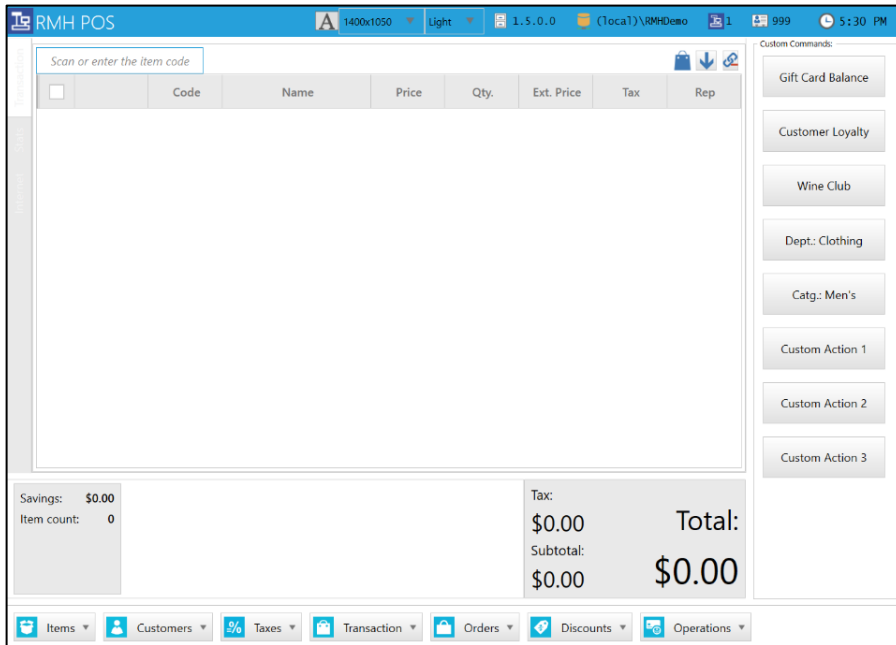 RMH POS
A 1400x1050 Light 1.5.0.0 (local)\RMHDemo 1 999 5:30 PM
Transaction
Stats
Internet
Scan or enter the item code
Code Name Price Qty. Ext. Price Tax Rep
Custom Commands:
Gift Card Balance
Customer Loyalty
Wine Club
Dept.: Clothing
Catg.: Men's
Custom Action 1
Custom Action 2
Custom Action 3
Savings: $0.00
Item count: 0
Tax:
$0.00
Subtotal:
$0.00
Total:
$0.00
Items Customers Taxes Transaction Orders Discounts Operations